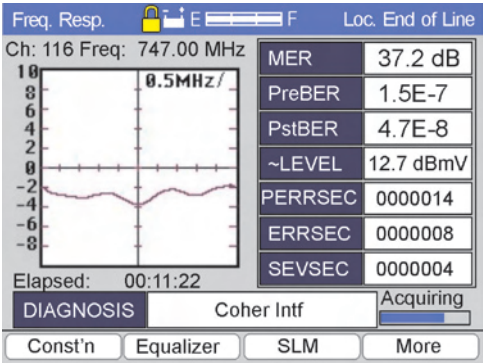 Freq. Resp. E F Loc. End of Line
Ch: 116 Freq: 747.00 MHz
10
8
6
4
2
0
-2
-4
-6
-8
0.5MHz/
MER 37.2 dB
PreBER 1.5E-7
PstBER 4.7E-8
~LEVEL 12.7 dBmV
PERRSEC 0000014
ERRSEC 0000008
SEVSEC 0000004
Elapsed: 00:11:22
DIAGNOSIS Coher Intf Acquiring
Const'n Equalizer SLM More